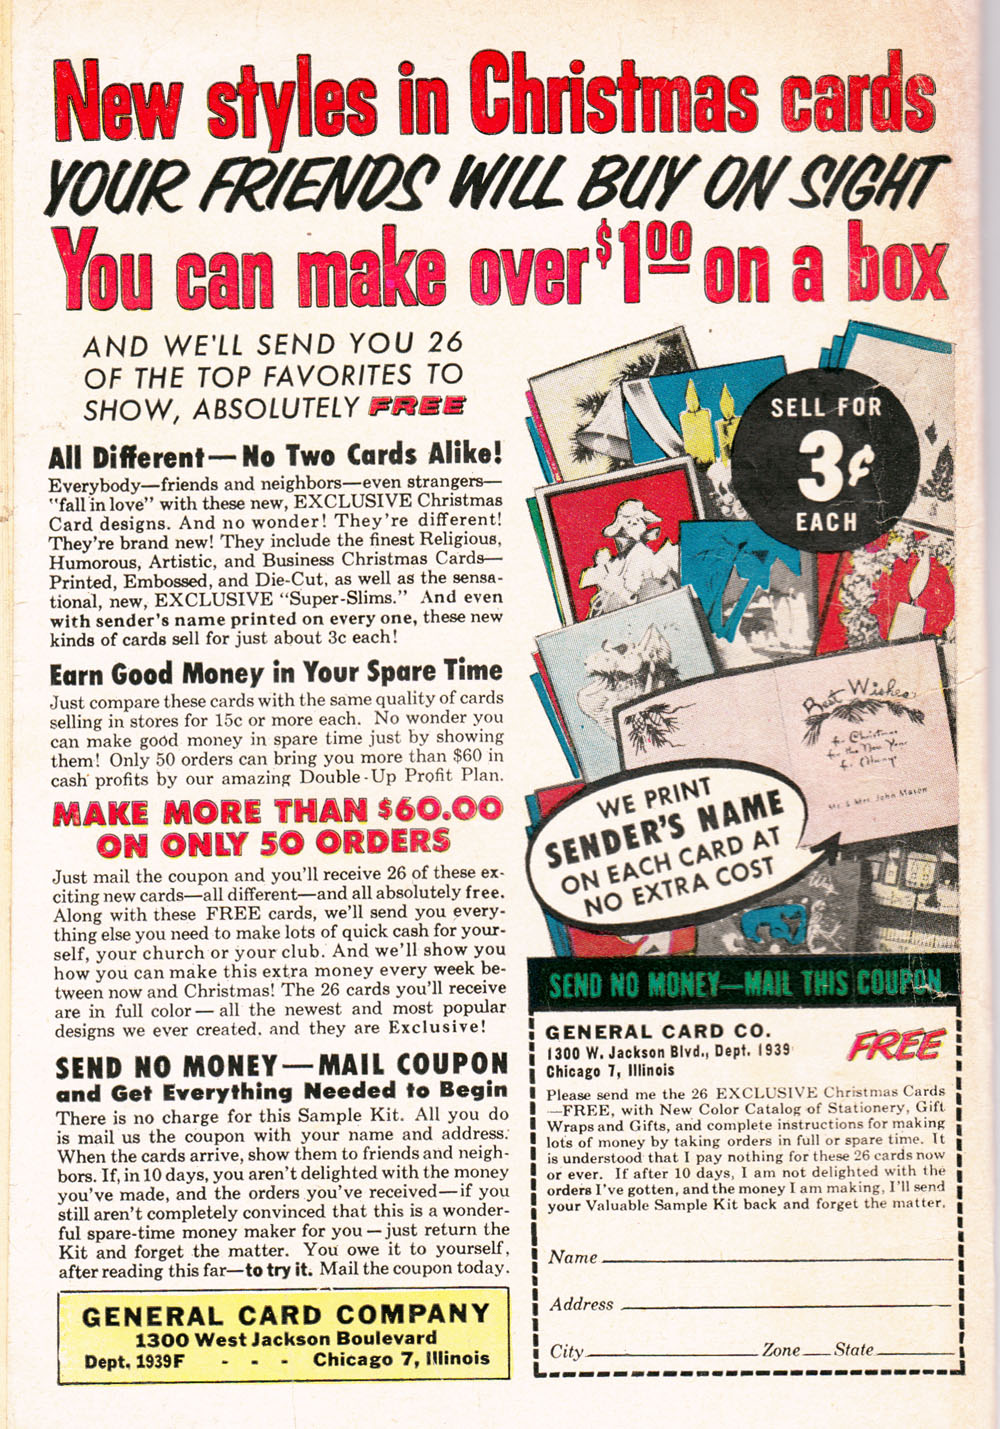 New styles in Christmas cards
YOUR FRIENDS WILL BUY ON SIGHT
You can make over $1.00 on a box
AND WE'LL SEND YOU 26
OF THE TOP FAVORITES TO
SHOW, ABSOLUTELY FREE
All Different—No Two Cards Alike!
Everybody—friends and neighbors—even strangers—
"fall in love" with these new, EXCLUSIVE Christmas
Card designs. And no wonder! They're different!
They're brand new! They include the finest Religious,
Humorous, Artistic, and Business Christmas Cards—
Printed, Embossed, and Die-Cut, as well as the sensa-
tional, new, EXCLUSIVE "Super-Slims." And even
with sender's name printed on every one, these new
kinds of cards sell for just about 3c each!
Earn Good Money in Your Spare Time
Just compare these cards with the same quality of cards
selling in stores for 15c or more each. No wonder you
can make good money in spare time just by showing
them! Only 50 orders can bring you more than $60 in
cash profits by our amazing Double-Up Profit Plan.
MAKE MORE THAN $60.00
ON ONLY 50 ORDERS
Just mail the coupon and you'll receive 26 of these ex-
citing new cards—all different—and all absolutely free.
Along with these FREE cards, we'll send you every-
thing else you need to make lots of quick cash for your-
self, your church or your club. And we'll show you
how you can make this extra money every week be-
tween now and Christmas! The 26 cards you'll receive
are in full color—all the newest and most popular
designs we ever created. and they are Exclusive!
SEND NO MONEY—MAIL COUPON
and Get Everything Needed to Begin
There is no charge for this Sample Kit. All you do
is mail us the coupon with your name and address.
When the cards arrive, show them to friends and neigh-
bors. If, in 10 days, you aren't delighted with the money
you've made, and the orders you've received—if you
still aren't completely convinced that this is a wonder-
ful spare-time money maker for you—just return the
Kit and forget the matter. You owe it to yourself,
after reading this far—to try it. Mail the coupon today.
GENERAL CARD COMPANY
1300 West Jackson Boulevard
Dept. 1939F - - - Chicago 7, Illinois
SELL FOR
3¢
EACH
Best Wishes
for Christmas
for the New Year
for Always
Mr. & Mrs. John Mason
WE PRINT
SENDER'S NAME
ON EACH CARD AT
NO EXTRA COST
SEND NO MONEY—MAIL THIS COUPON
GENERAL CARD CO.
1300 W. Jackson Blvd., Dept. 1939
Chicago 7, Illinois
FREE
Please send me the 26 EXCLUSIVE Christmas Cards
—FREE, with New Color Catalog of Stationery, Gift
Wraps and Gifts, and complete instructions for making
lots of money by taking orders in full or spare time. It
is understood that I pay nothing for these 26 cards now
or ever. If after 10 days, I am not delighted with the
orders I've gotten, and the money I am making, I'll send
your Valuable Sample Kit back and forget the matter.
Name
Address
City Zone State